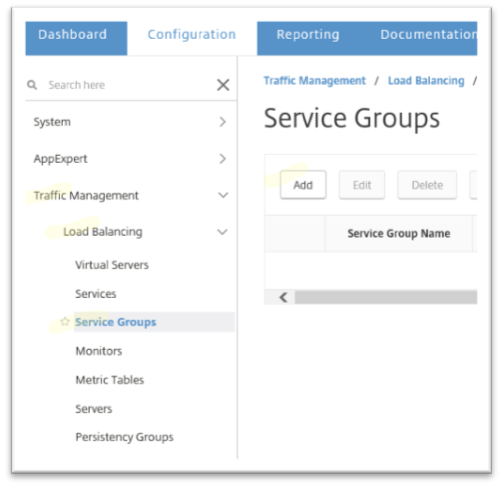 Dashboard Configuration Reporting Documentation
Search here
System
AppExpert
Traffic Management
Load Balancing
Virtual Servers
Services
Service Groups
Monitors
Metric Tables
Servers
Persistency Groups
Traffic Management / Load Balancing /
Service Groups
Add Edit Delete
Service Group Name